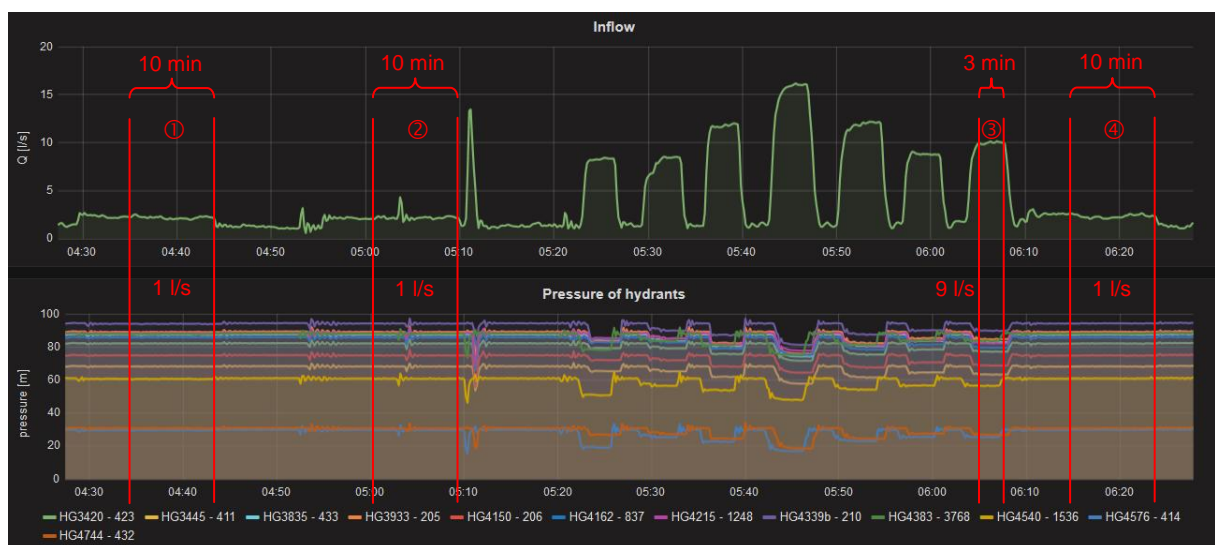 Inflow
20
15
10
5
0
Q [l/s]
10 min
10 min
3 min
10 min
①
②
③
④
04:30 04:40 04:50 05:00 05:10 05:20 05:30 05:40 05:50 06:00 06:10 06:20
1 l/s
1 l/s
9 l/s
1 l/s
Pressure of hydrants
100
80
60
40
20
0
pressure [m]
04:30 04:40 04:50 05:00 05:10 05:20 05:30 05:40 05:50 06:00 06:10 06:20
HG3420 - 423 HG3445 - 411 HG3835 - 433 HG3933 - 205 HG4150 - 206 HG4162 - 837 HG4215 - 1248 HG4339b - 210 HG4383 - 3768 HG4540 - 1536 HG4576 - 414
HG4744 - 432